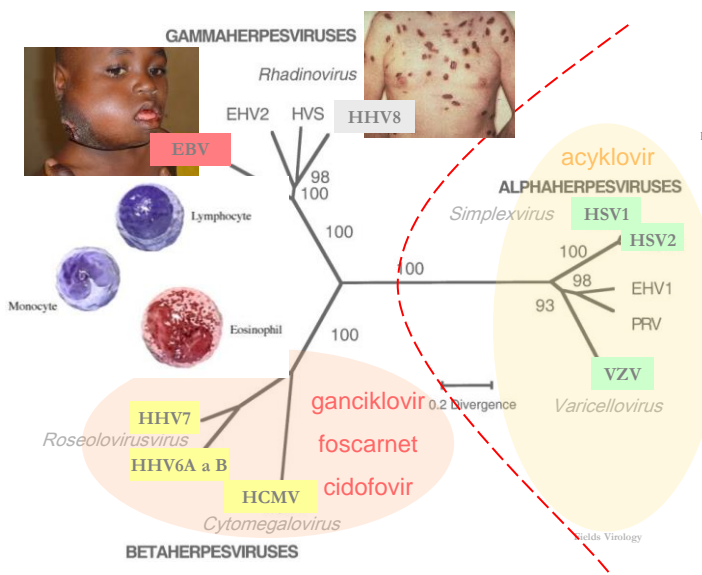 GAMMAHERPESVIRUSES
Rhadinovirus
EHV2
HVS
HHV8
EBV
98
100
100
Lymphocyte
Monocyte
Eosinophil
100
100
acyklovir
ALPHAHERPESVIRUSES
Simplexvirus
HSV1
HSV2
100
98
93
EHV1
PRV
VZV
Varicellovirus
0.2 Divergence
ganciklovir
foscarnet
cidofovir
HHV7
Roseolovirusvirus
HHV6A a B
HCMV
Cytomegalovirus
BETAHERPESVIRUSES
Fields Virology